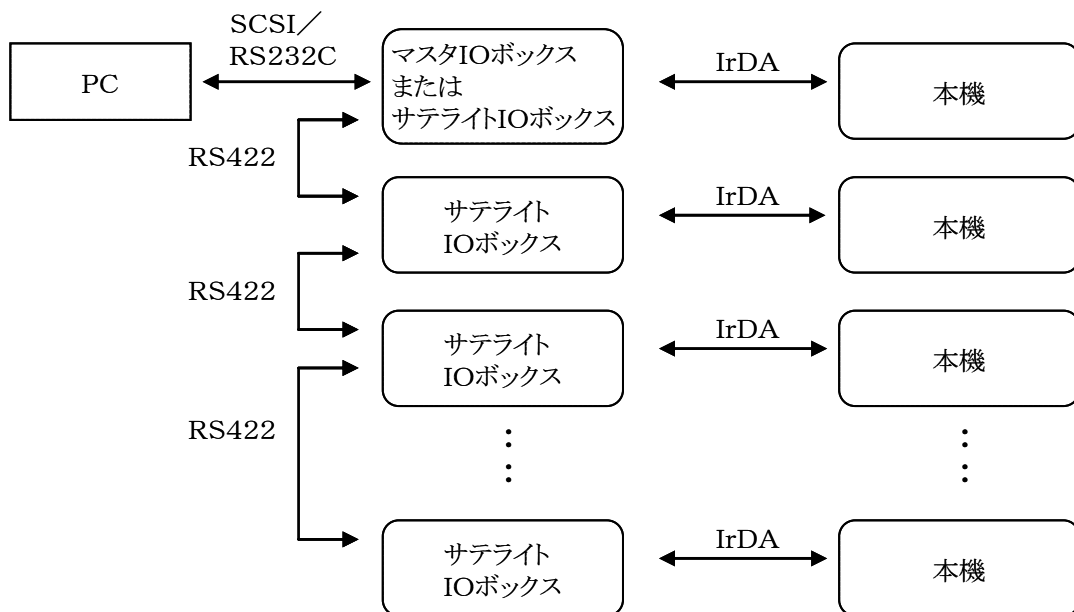 SCSI／
RS232C
PC
マスタIOボックス
または
サテライトIOボックス
IrDA
本機
RS422
サテライト
IOボックス
IrDA
本機
RS422
サテライト
IOボックス
IrDA
本機
RS422
サテライト
IOボックス
IrDA
本機